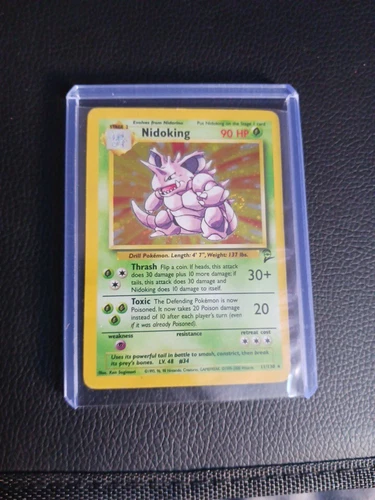 STAGE 2
Evolves from Nidorino
Put Nidoking on the Stage 1 card
Nidoking
90 HP
Drill Pokémon. Length: 4' 7", Weight: 137 lbs.
Thrash Flip a coin. If heads, this attack
does 30 damage plus 10 more damage; if
tails, this attack does 30 damage and
Nidoking does 10 damage to itself.
30+
Toxic The Defending Pokémon is now
Poisoned. It now takes 20 Poison damage
instead of 10 after each player's turn (even
if it was already Poisoned).
20
weakness
resistance
retreat cost
Uses its powerful tail in battle to smash, constrict, then break
its prey's bones. LV. 48 #34
Illus. Ken Sugimori
11/130